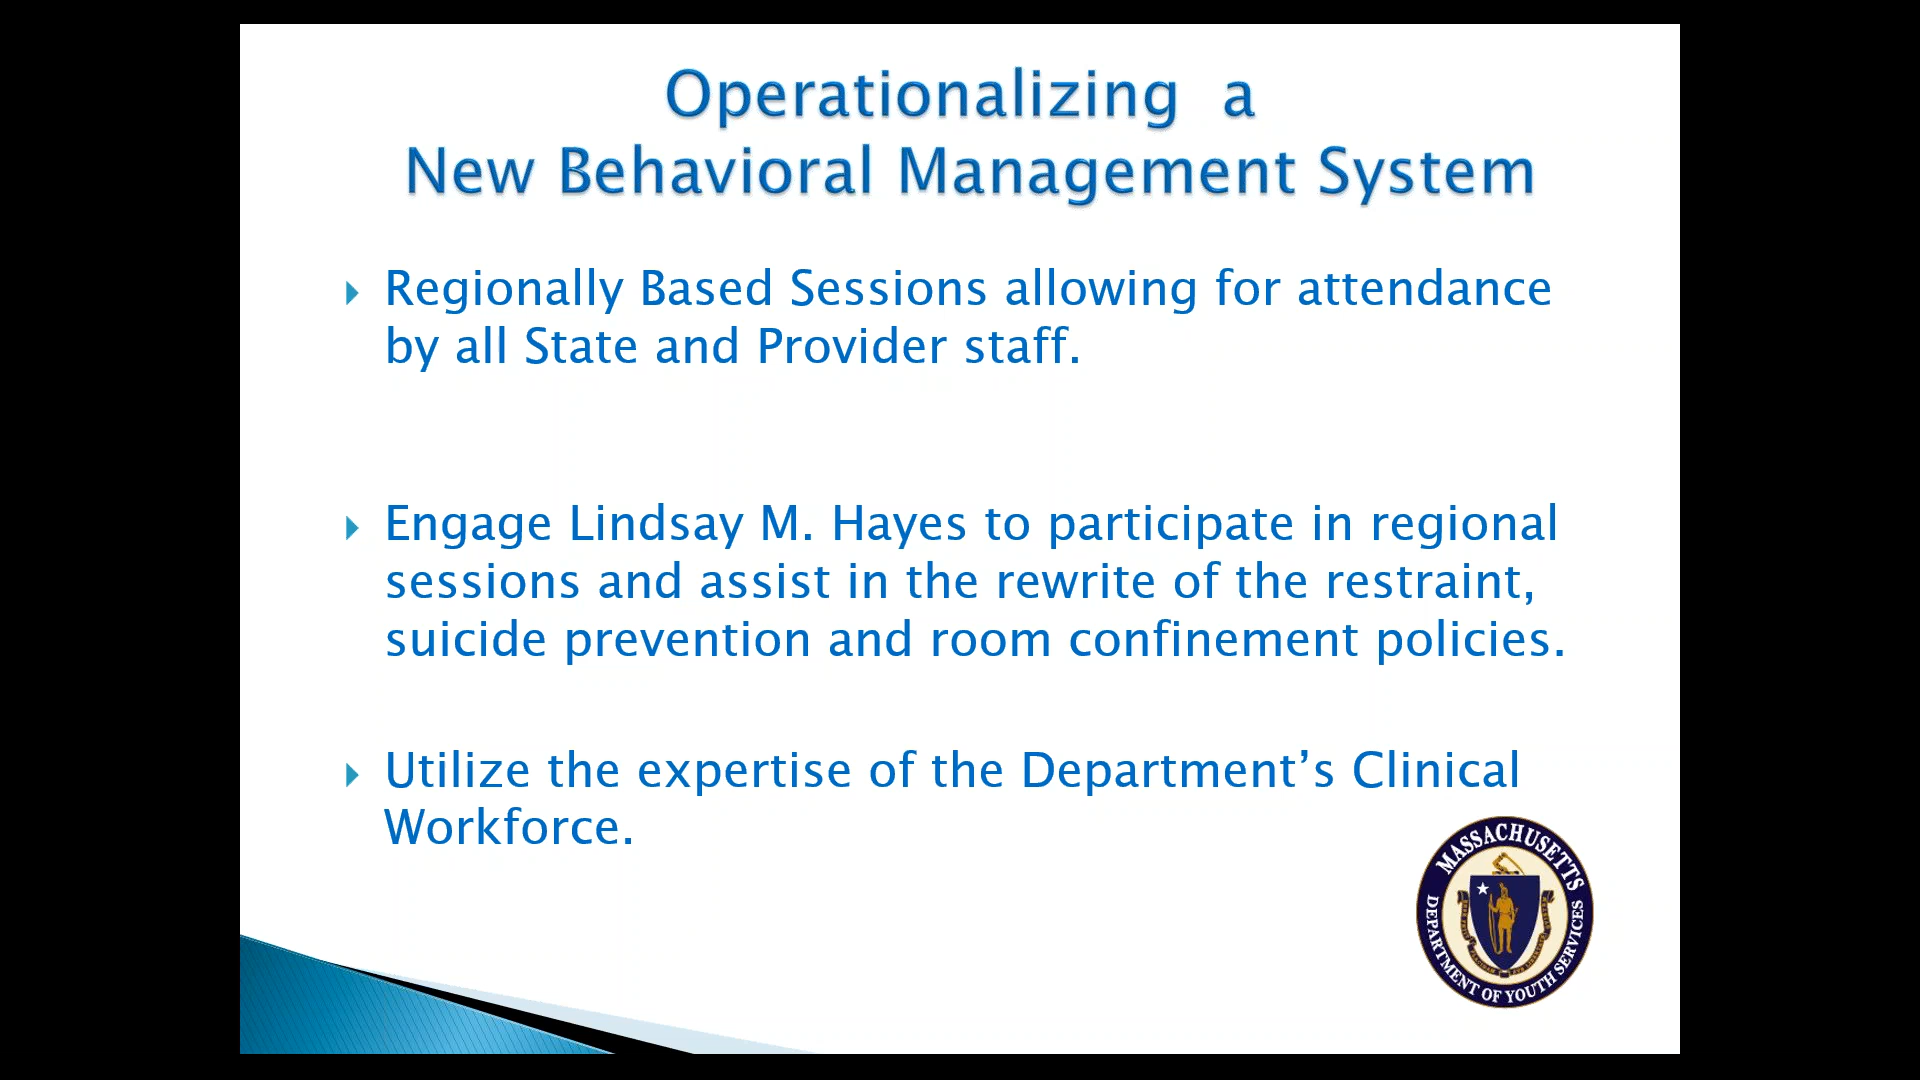 Operationalizing a
New Behavioral Management System
Regionally Based Sessions allowing for attendance
by all State and Provider staff.
Engage Lindsay M. Hayes to participate in regional
sessions and assist in the rewrite of the restraint,
suicide prevention and room confinement policies.
Utilize the expertise of the Department’s Clinical
Workforce.
MASSACHUSETTS
DEPARTMENT OF YOUTH SERVICES